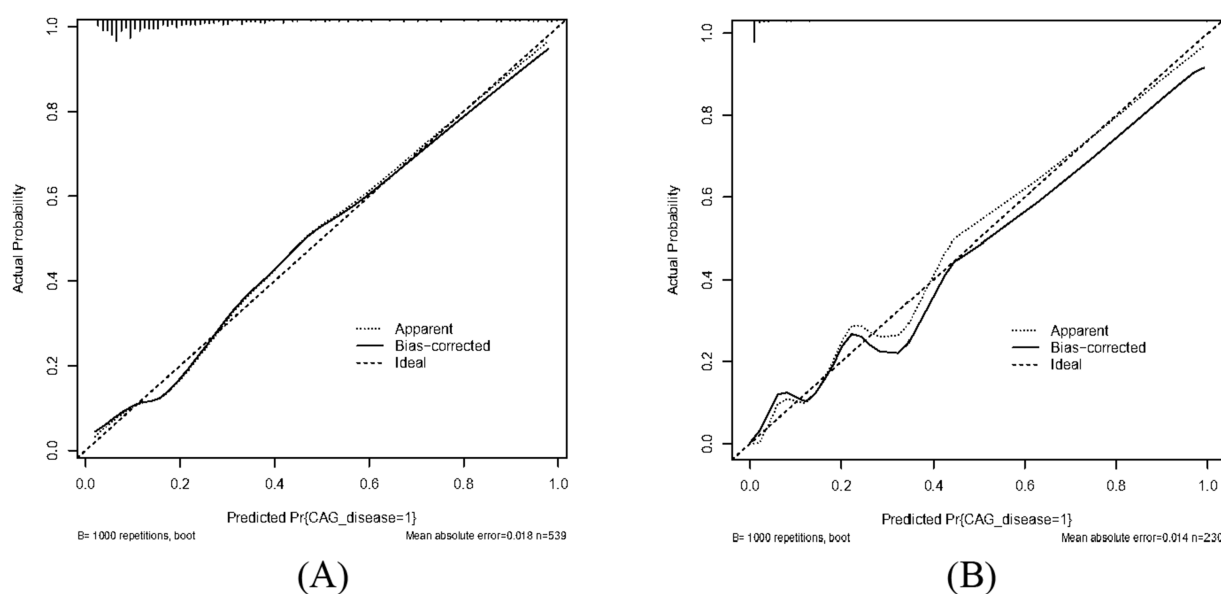 1.0
0.8
0.6
0.4
0.2
0.0
Actual Probability
Apparent
Bias-corrected
Ideal
0.0 0.2 0.4 0.6 0.8 1.0
Predicted Pr{CAG_disease=1}
B= 1000 repetitions, boot
Mean absolute error=0.018 n=539
(A)
1.0
0.8
0.6
0.4
0.2
0.0
Actual Probability
Apparent
Bias-corrected
Ideal
0.0 0.2 0.4 0.6 0.8 1.0
Predicted Pr{CAG_disease=1}
B= 1000 repetitions, boot
Mean absolute error=0.014 n=230
(B)